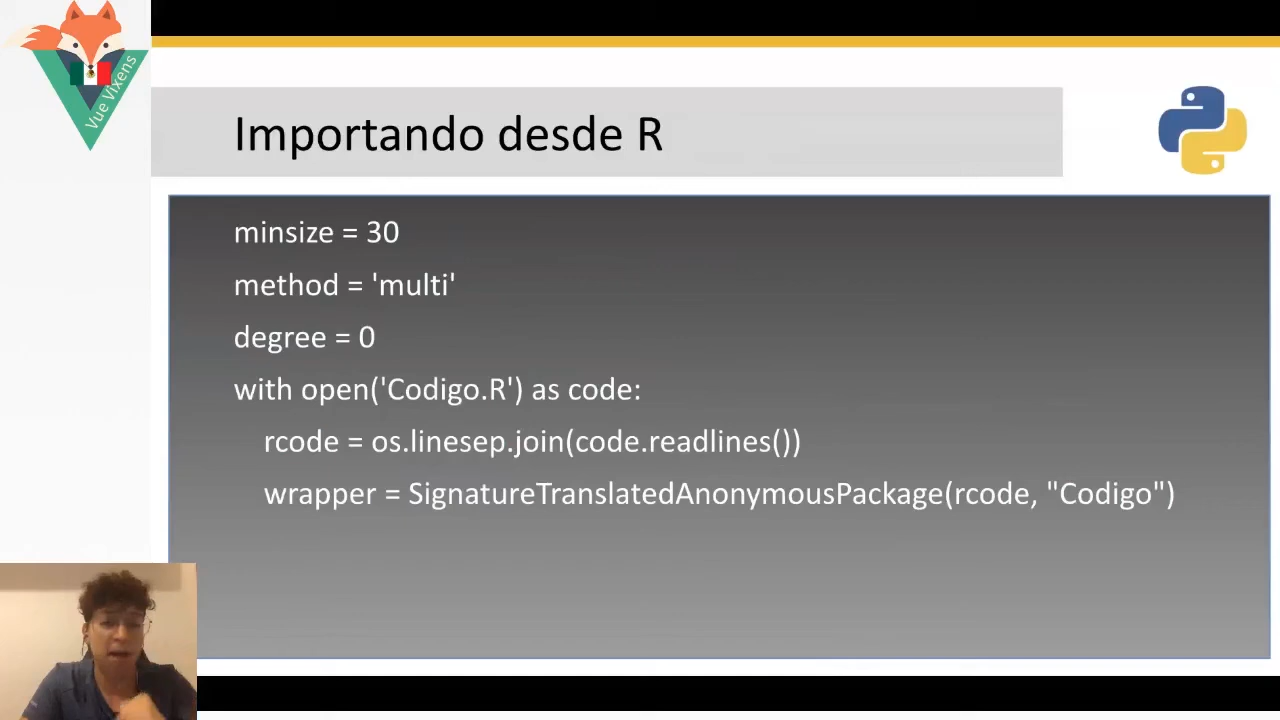 Vue Vixens
Importando desde R
minsize = 30
method = 'multi'
degree = 0
with open('Codigo.R') as code:
rcode = os.linesep.join(code.readlines())
wrapper = SignatureTranslatedAnonymousPackage(rcode, "Codigo")